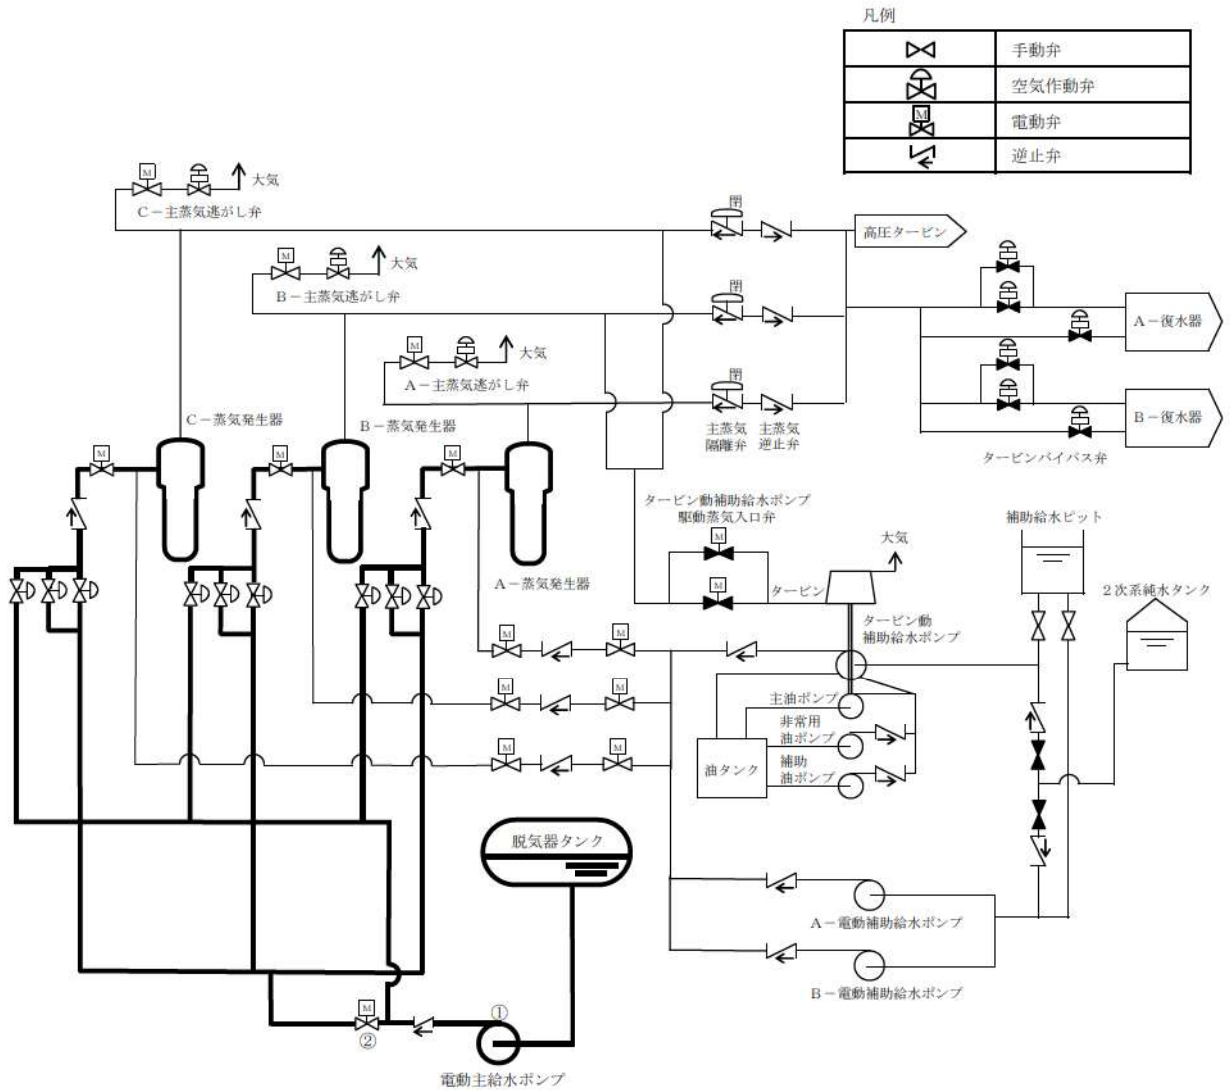 凡例
手動弁
空気作動弁
M
電動弁
逆止弁
M
大気
C－主蒸気逃がし弁
閉
高圧タービン
M
大気
B－主蒸気逃がし弁
閉
A－復水器
M
大気
A－主蒸気逃がし弁
閉
B－復水器
主蒸気
隔離弁
主蒸気
逆止弁
タービンバイパス弁
C－蒸気発生器
B－蒸気発生器
M
M
M
タービン動補助給水ポンプ
駆動蒸気入口弁
補助給水ピット
M
大気
A－蒸気発生器
M
タービン
2次系純水タンク
タービン動
補助給水ポンプ
M
M
M
M
主油ポンプ
非常用
油ポンプ
M
M
油タンク
補助
油ポンプ
脱気器タンク
A－電動補助給水ポンプ
B－電動補助給水ポンプ
M
①
②
電動主給水ポンプ